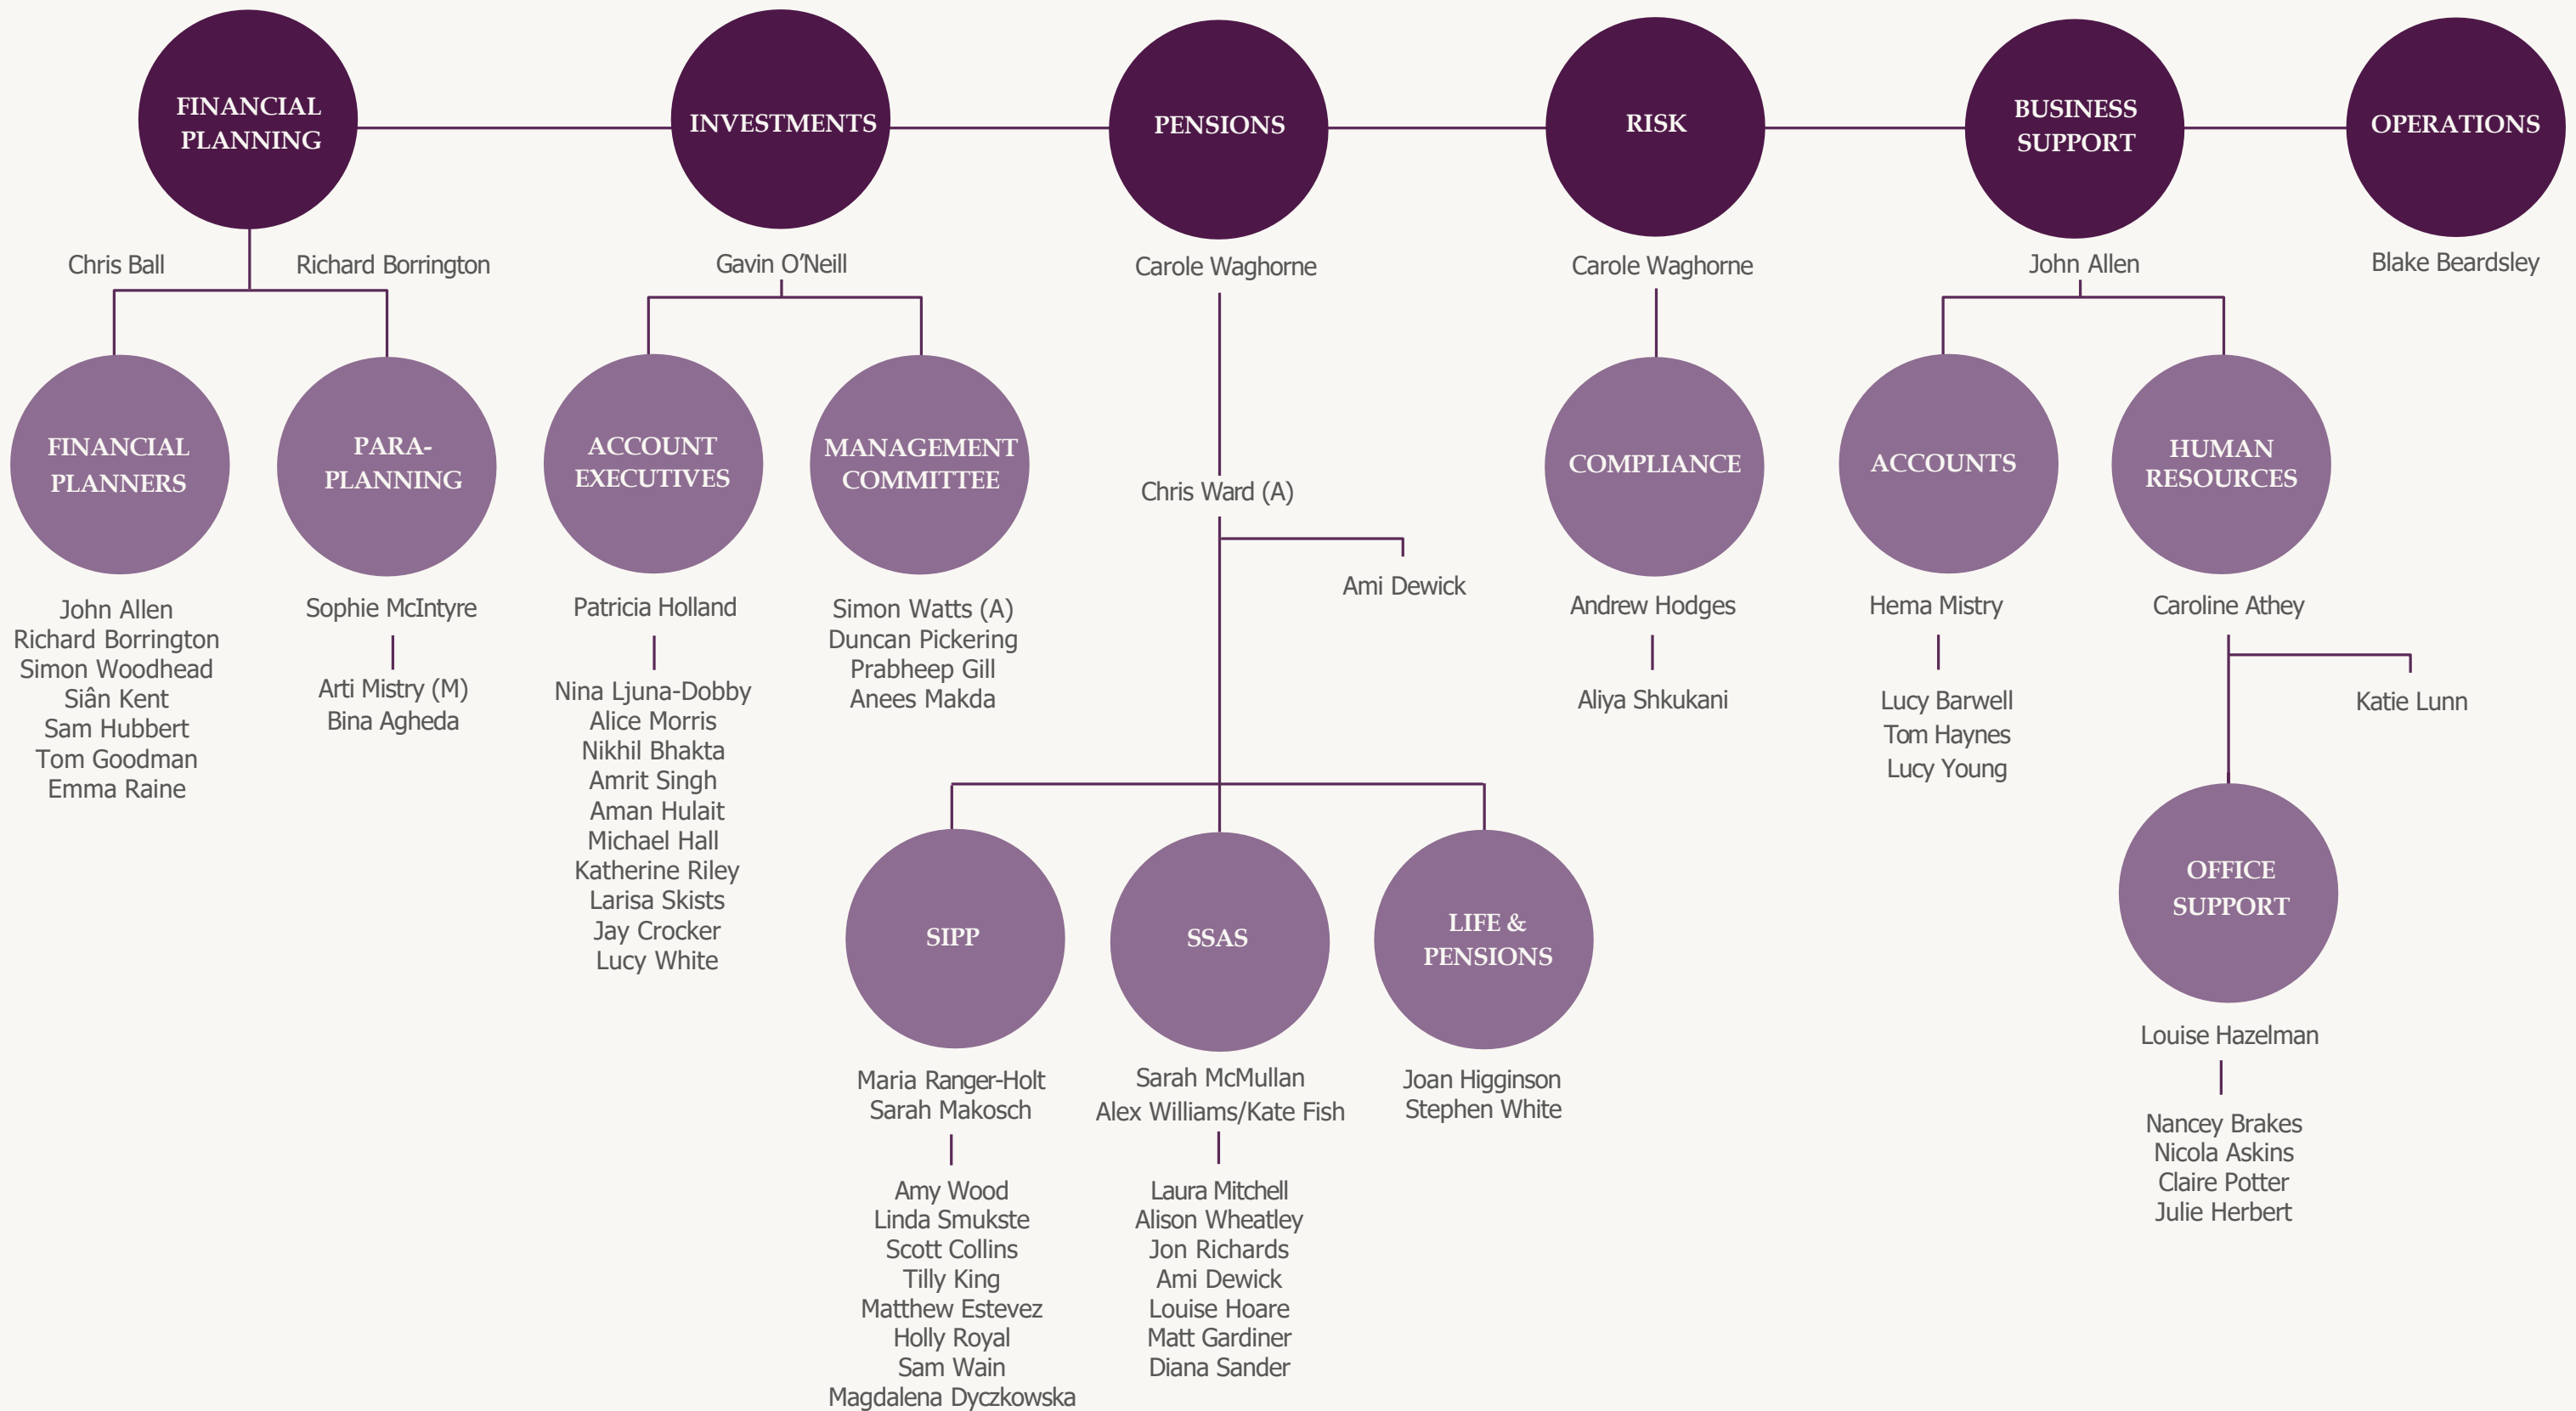 FINANCIAL
PLANNING
INVESTMENTS
PENSIONS
RISK
BUSINESS
SUPPORT
OPERATIONS
Chris Ball
Richard Borrington
Gavin O’Neill
Carole Waghorne
Carole Waghorne
John Allen
Blake Beardsley
FINANCIAL
PLANNERS
John Allen
Richard Borrington
Simon Woodhead
Siân Kent
Sam Hubbert
Tom Goodman
Emma Raine
PARA-
PLANNING
Sophie McIntyre
Arti Mistry (M)
Bina Agheda
ACCOUNT
EXECUTIVES
Patricia Holland
Nina Ljuna-Dobby
Alice Morris
Nikhil Bhakta
Amrit Singh
Aman Hulait
Michael Hall
Katherine Riley
Larisa Skists
Jay Crocker
Lucy White
MANAGEMENT
COMMITTEE
Simon Watts (A)
Duncan Pickering
Prabheep Gill
Anees Makda
Chris Ward (A)
Ami Dewick
SIPP
Maria Ranger-Holt
Sarah Makosch
Amy Wood
Linda Smukste
Scott Collins
Tilly King
Matthew Estevez
Holly Royal
Sam Wain
Magdalena Dyczkowska
SSAS
Sarah McMullan
Alex Williams/Kate Fish
Laura Mitchell
Alison Wheatley
Jon Richards
Ami Dewick
Louise Hoare
Matt Gardiner
Diana Sander
LIFE &
PENSIONS
Joan Higginson
Stephen White
COMPLIANCE
Andrew Hodges
Aliya Shkukani
ACCOUNTS
Hema Mistry
Lucy Barwell
Tom Haynes
Lucy Young
HUMAN
RESOURCES
Caroline Athey
Katie Lunn
OFFICE
SUPPORT
Louise Hazelman
Nancey Brakes
Nicola Askins
Claire Potter
Julie Herbert